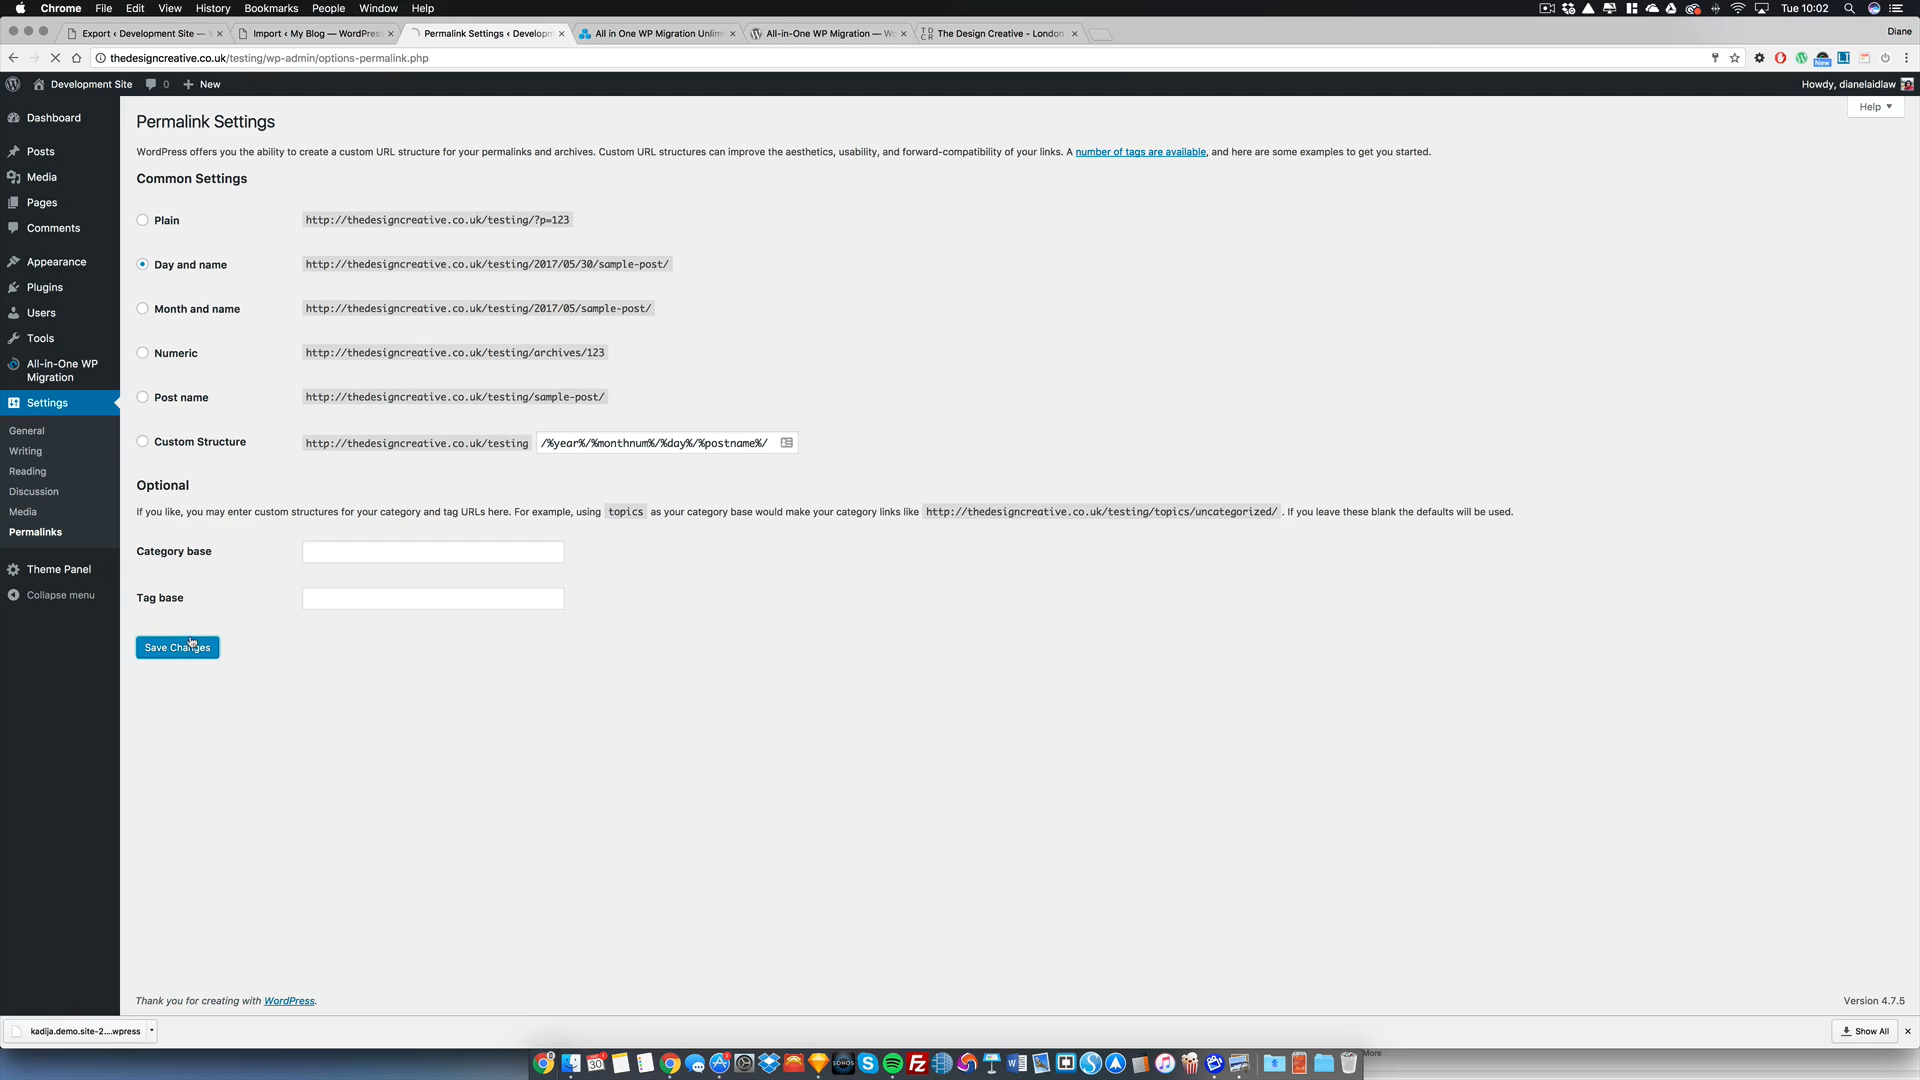 Chrome File Edit View History Bookmarks People Window Help Tue 10:02
Export ‹ Development Site — Import ‹ My Blog — WordPress Permalink Settings ‹ Developm All in One WP Migration Unlim All-in-One WP Migration — Wo The Design Creative - London Diane
thedesigncreative.co.uk/testing/wp-admin/options-permalink.php New
Development Site 0 New Howdy, dianelaidlaw
Help
Dashboard
Posts
Media
Pages
Comments
Appearance
Plugins
Users
Tools
All-in-One WP
Migration
Settings
General
Writing
Reading
Discussion
Media
Permalinks
Theme Panel
Collapse menu
Permalink Settings
WordPress offers you the ability to create a custom URL structure for your permalinks and archives. Custom URL structures can improve the aesthetics, usability, and forward-compatibility of your links. A number of tags are available, and here are some examples to get you started.
Common Settings
Plain http://thedesigncreative.co.uk/testing/?p=123
Day and name http://thedesigncreative.co.uk/testing/2017/05/30/sample-post/
Month and name http://thedesigncreative.co.uk/testing/2017/05/sample-post/
Numeric http://thedesigncreative.co.uk/testing/archives/123
Post name http://thedesigncreative.co.uk/testing/sample-post/
Custom Structure http://thedesigncreative.co.uk/testing /%year%/%monthnum%/%day%/%postname%/
Optional
If you like, you may enter custom structures for your category and tag URLs here. For example, using topics as your category base would make your category links like http://thedesigncreative.co.uk/testing/topics/uncategorized/ . If you leave these blank the defaults will be used.
Category base
Tag base
Save Changes
Thank you for creating with WordPress. Version 4.7.5
kadija.demo.site-2....wpress Show All
30 SONOS More